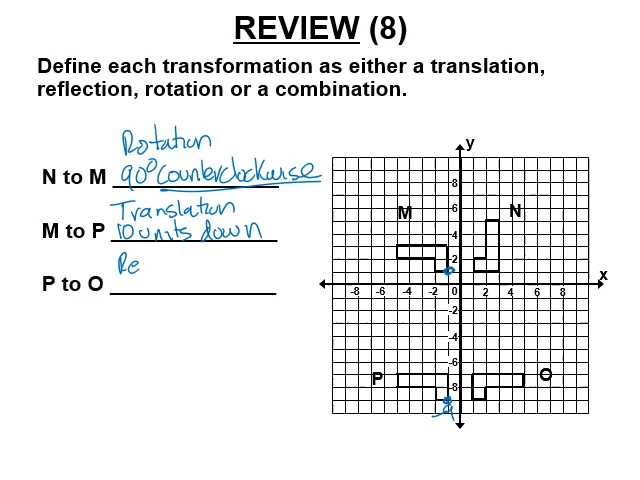 REVIEW (8)
Define each transformation as either a translation,
reflection, rotation or a combination.
Rotation
N to M 90° counterclockwise
Translation
M to P 10 units down
Re
P to O
y
x
M
N
P
O
8
6
4
2
-2
-4
-6
-8
-8 -6 -4 -2 0 2 4 6 8
-9